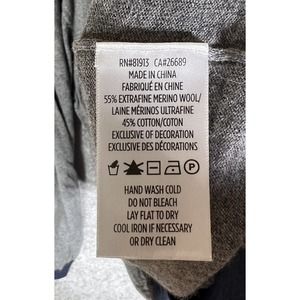 RN#81913 CA#26689
MADE IN CHINA
FABRIQUÉ EN CHINE
55% EXTRAFINE MERINO WOOL/
LAINE MÉRINOS ULTRAFINE
45% COTTON/COTON
EXCLUSIVE OF DECORATION
EXCLUSIVE DES DÉCORATIONS
P
HAND WASH COLD
DO NOT BLEACH
LAY FLAT TO DRY
COOL IRON IF NECESSARY
OR DRY CLEAN